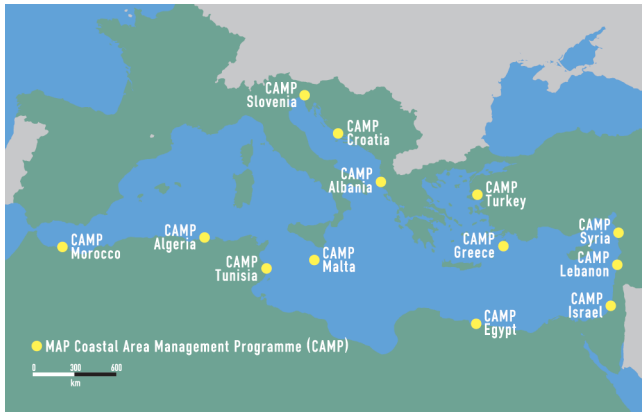 CAMP
Slovenia
CAMP
Croatia
CAMP
Albania
CAMP
Turkey
CAMP
Algeria
CAMP
Morocco
CAMP
Tunisia
CAMP
Malta
CAMP
Greece
CAMP
Syria
CAMP
Lebanon
CAMP
Israel
CAMP
Egypt
MAP Coastal Area Management Programme (CAMP)
0 300 600
km